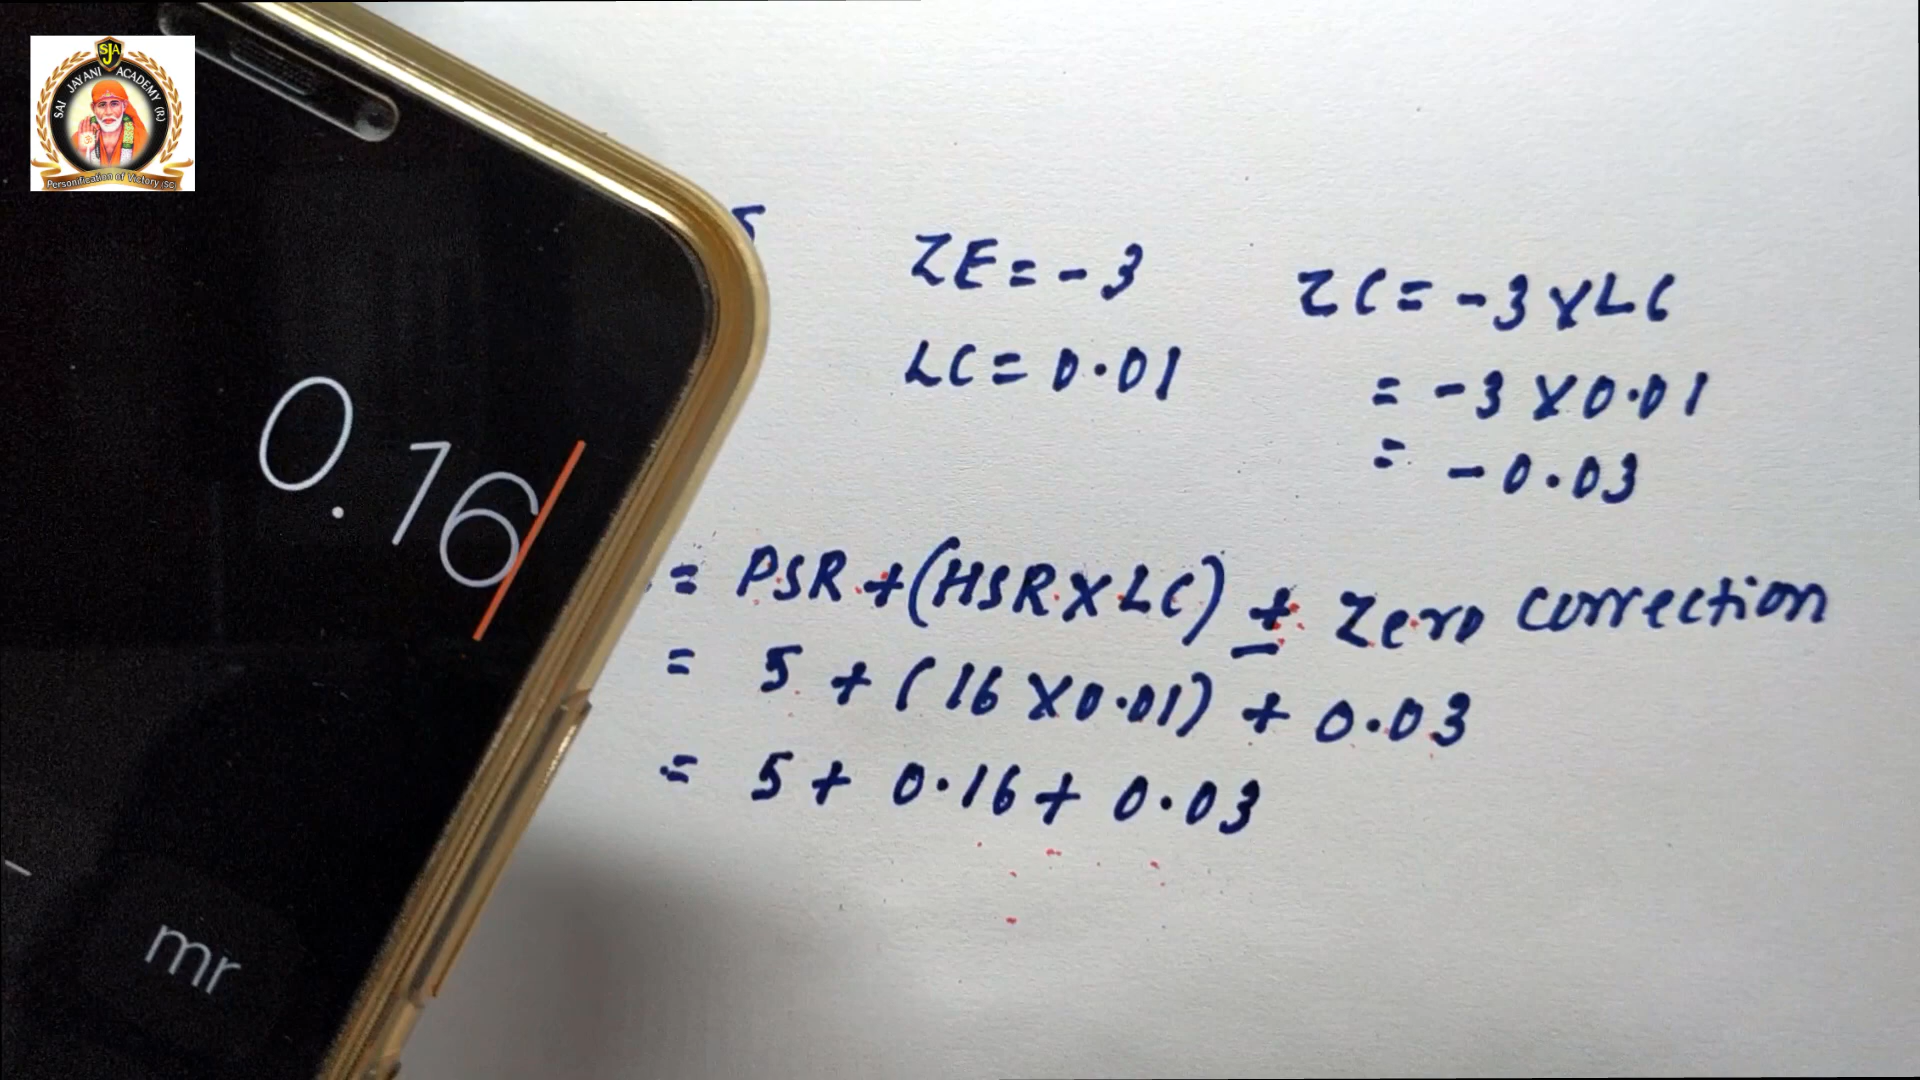 SJA
SAI JAYANI ACADEMY (R)
Personification of Victory (SC)
0.16
mr
5
ZE = - 3
LC = 0.01
ZC = - 3 X LC
= - 3 X 0.01
= - 0.03
= PSR + (HSR X LC) ± Zero correction
= 5 + (16 X 0.01) + 0.03
= 5 + 0.16 + 0.03